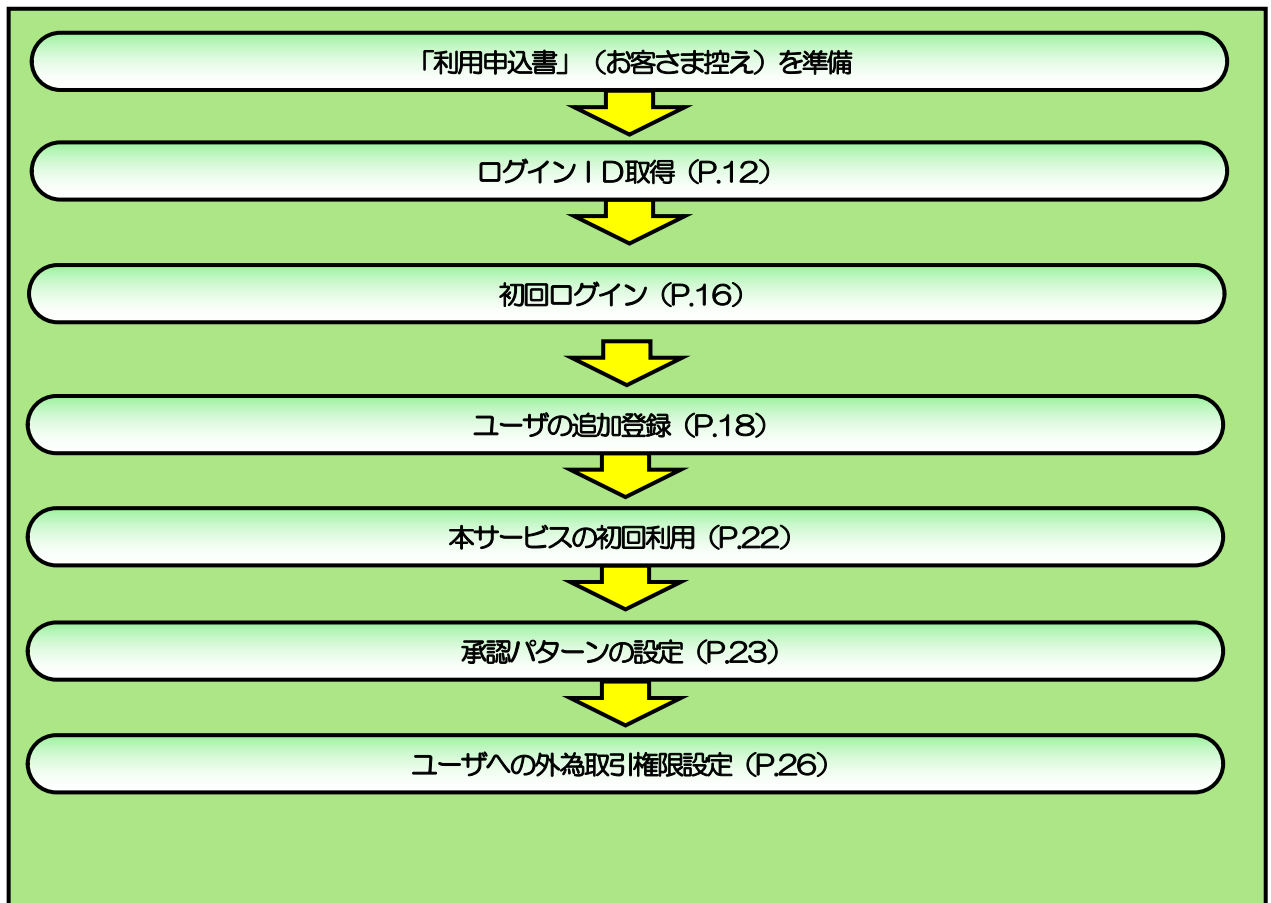 「利用申込書」（お客さま控え）を準備
ログインＩＤ取得（P.12）
初回ログイン（P.16）
ユーザの追加登録（P.18）
本サービスの初回利用（P.22）
承認パターンの設定（P.23）
ユーザへの外為取引権限設定（P.26）